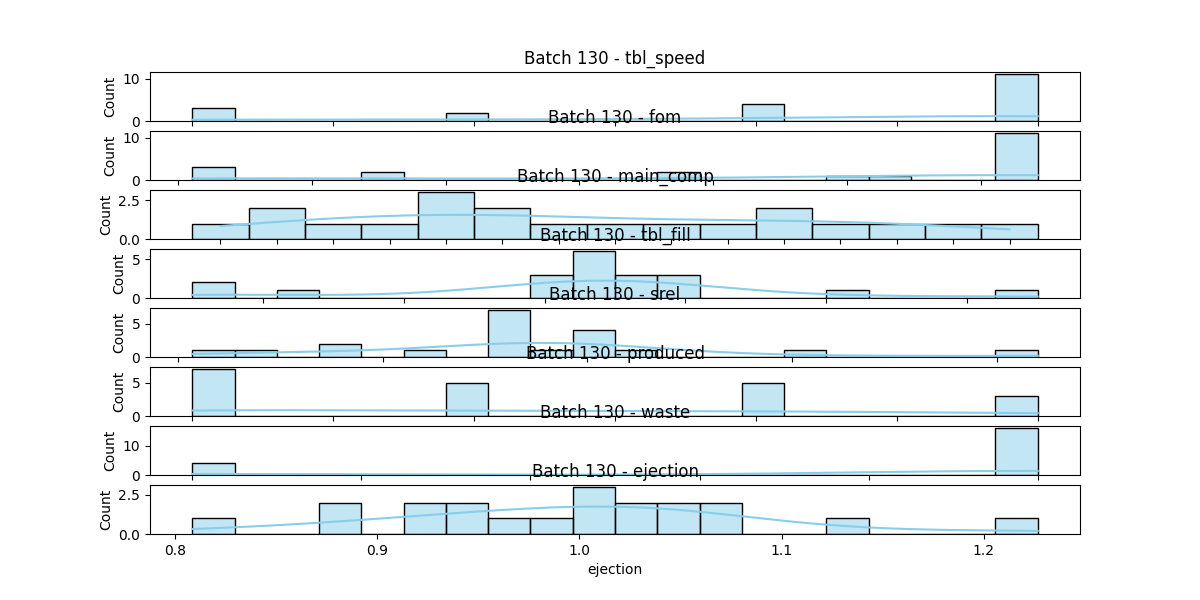 Batch 130 - tbl_speed
10
0
Count
Batch 130 - fom
10
0
Count
Batch 130 - main_comp
2.5
0.0
Count
Batch 130 - tbl_fill
5
0
Count
Batch 130 - srel
5
0
Count
Batch 130 - produced
5
0
Count
Batch 130 - waste
10
0
Count
Batch 130 - ejection
2.5
0.0
Count
0.8 0.9 1.0 1.1 1.2
ejection